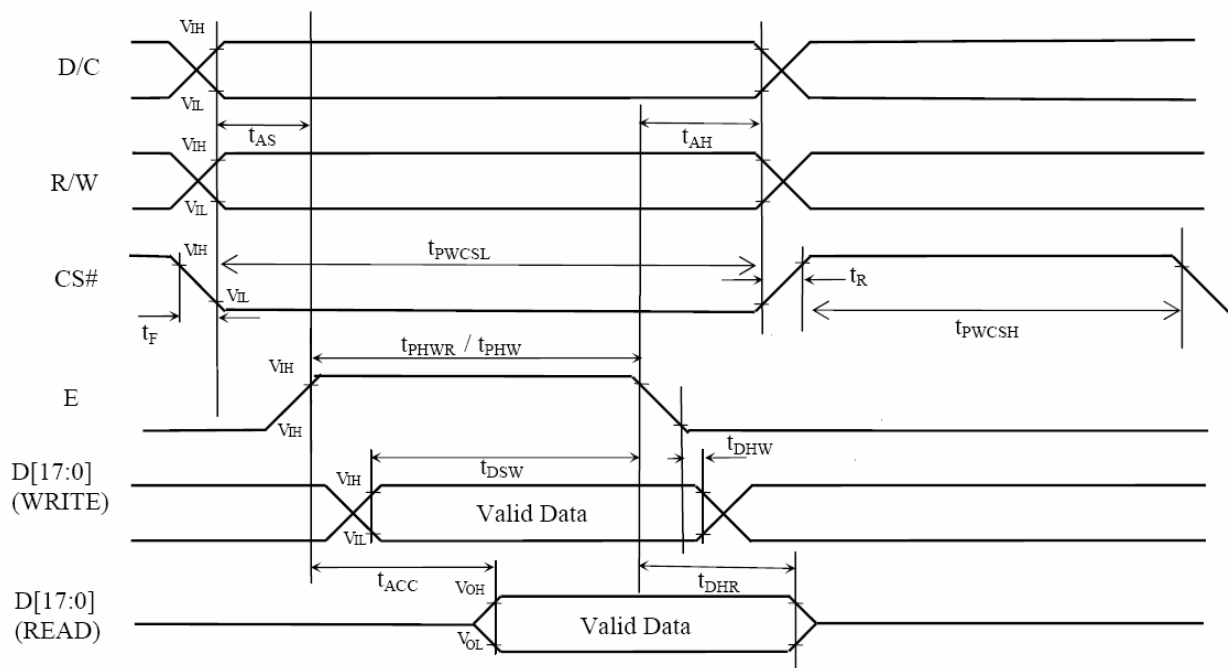 VIH
D/C
VIL
tAS
tAH
VIH
R/W
VIL
VIH
tPWCSL
CS#
VIL
tR
tF
tPWCSH
tPHWR / tPHW
VIH
E
VIH
tDHW
D[17:0]
(WRITE)
VIH
tDSW
Valid Data
VIL
tACC
tDHR
D[17:0]
(READ)
VOH
Valid Data
VOL